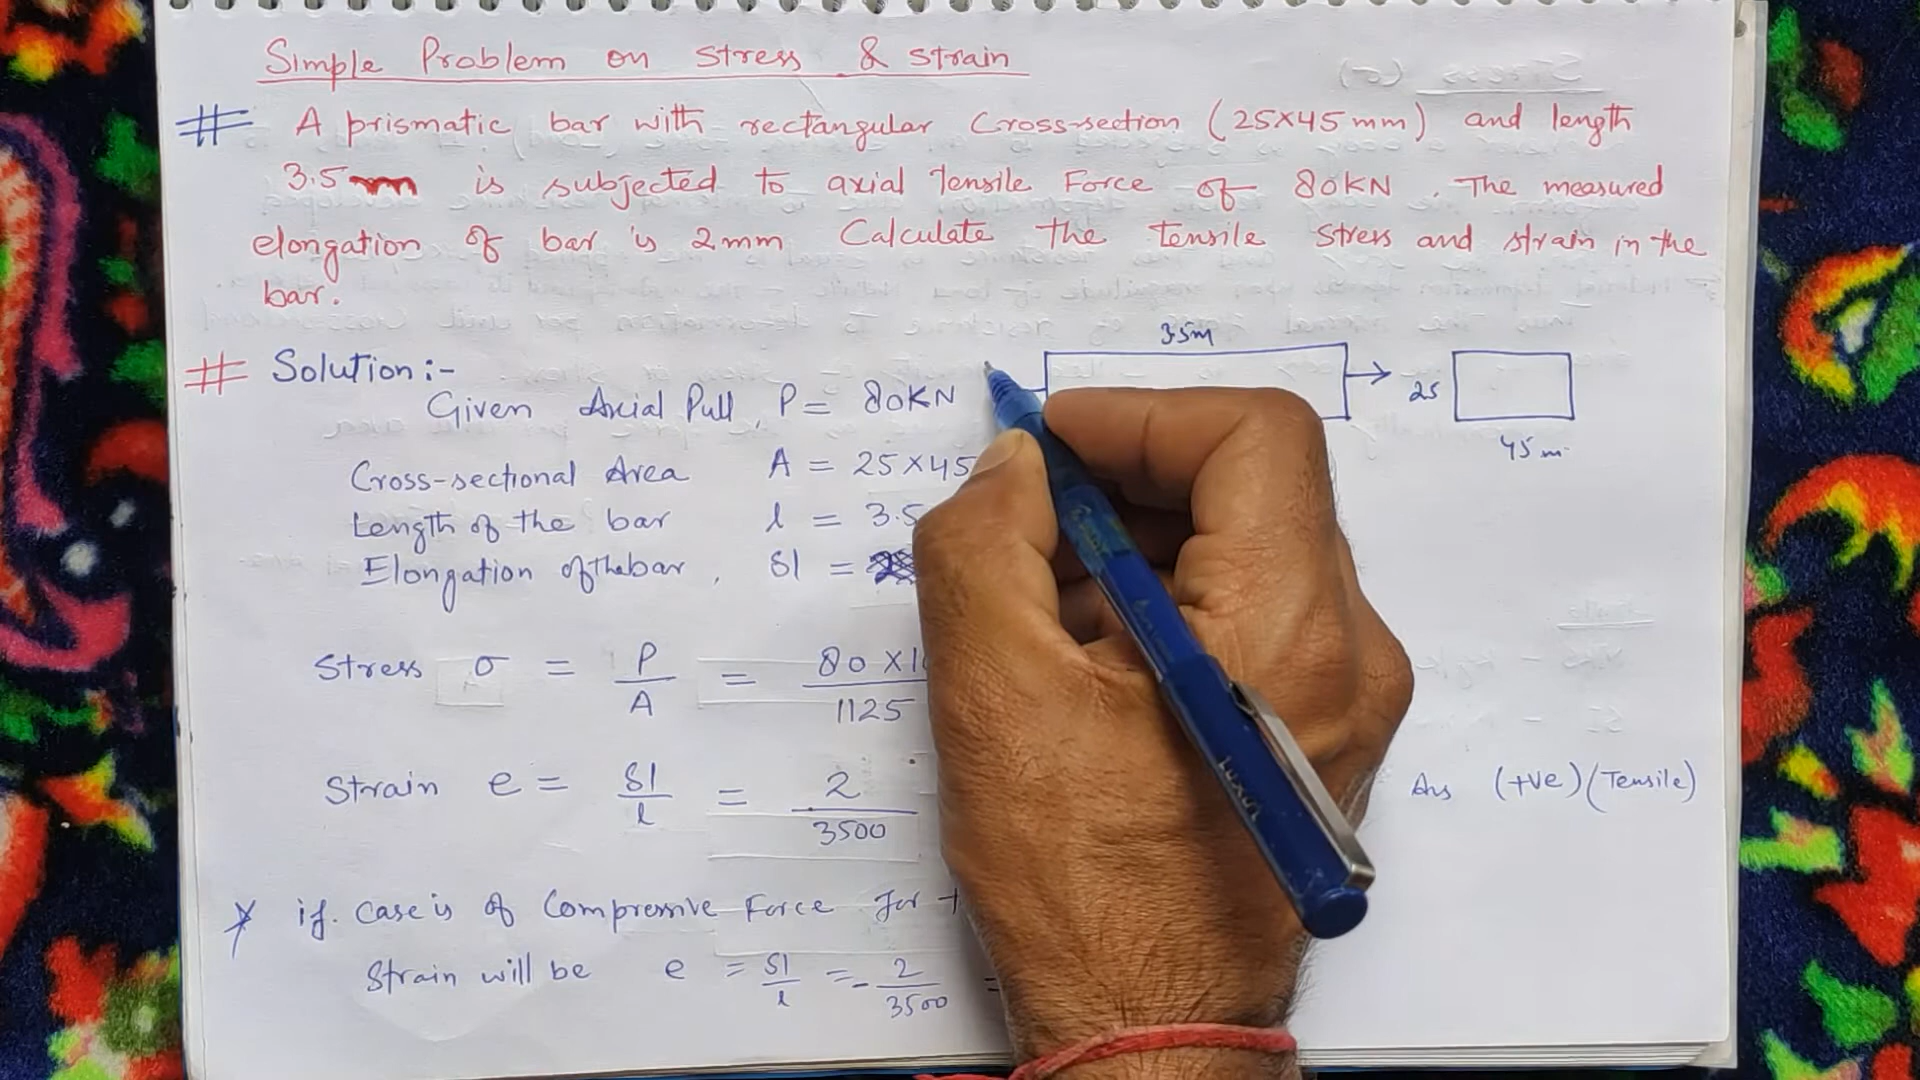 Simple Problem on Stress & Strain
# A prismatic bar with rectangular Cross-section (25×45 mm) and length
3.5m is subjected to axial Tensile Force of 80KN. The measured
elongation of bar is 2mm Calculate the tensile stress and strain in the
bar.
# Solution :-
Given Axial Pull, P = 80KN
Cross-sectional Area A = 25×45
Length of the bar l = 3.5
Elongation of the bar, δl =
Stress σ = P/A = 80×10 / 1125
Strain e = δl/l = 2/3500
Ans (+ve) (Tensile)
if. Case is of Compressive Force for
Strain will be e = δl/l = -2/3500 =
3.5m
25
45 m
LUXOR